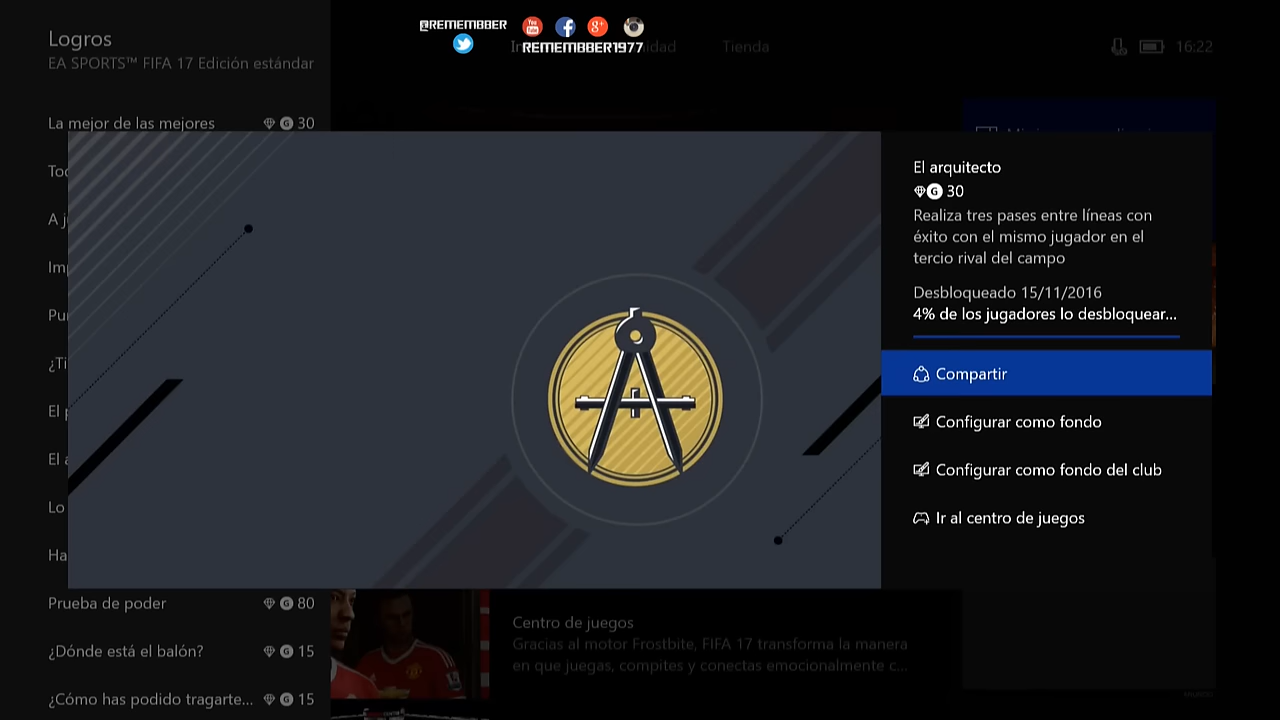 Logros
EA SPORTS™ FIFA 17 Edición estándar
@REMEMBBER
REMEMBBER1977
Tienda
16:22
La mejor de las mejores G 30
Prueba de poder G 80
¿Dónde está el balón? G 15
¿Cómo has podido tragarte... G 15
El arquitecto
G 30
Realiza tres pases entre líneas con
éxito con el mismo jugador en el
tercio rival del campo
Desbloqueado 15/11/2016
4% de los jugadores lo desbloquear...
Compartir
Configurar como fondo
Configurar como fondo del club
Ir al centro de juegos
Centro de juegos
Gracias al motor Frostbite, FIFA 17 transforma la manera
en que juegas, compites y conectas emocionalmente c...